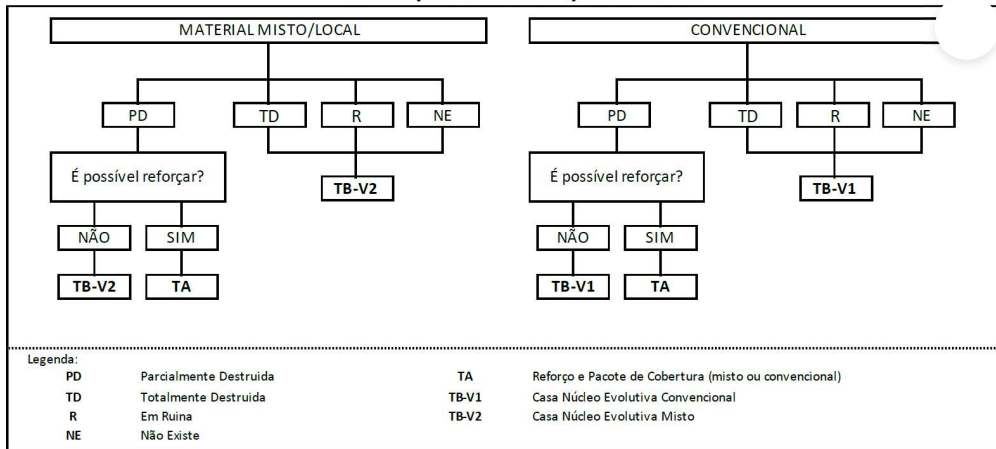 MATERIAL MISTO/LOCAL
CONVENCIONAL
PD TD R NE
PD TD R NE
É possível reforçar?
TB-V2
É possível reforçar?
TB-V1
NÃO SIM
NÃO SIM
TB-V2 TA
TB-V1 TA
Legenda:
PD Parcialmente Destruida TA Reforço e Pacote de Cobertura (misto ou convencional)
TD Totalmente Destruida TB-V1 Casa Núcleo Evolutiva Convencional
R Em Ruina TB-V2 Casa Núcleo Evolutiva Misto
NE Não Existe